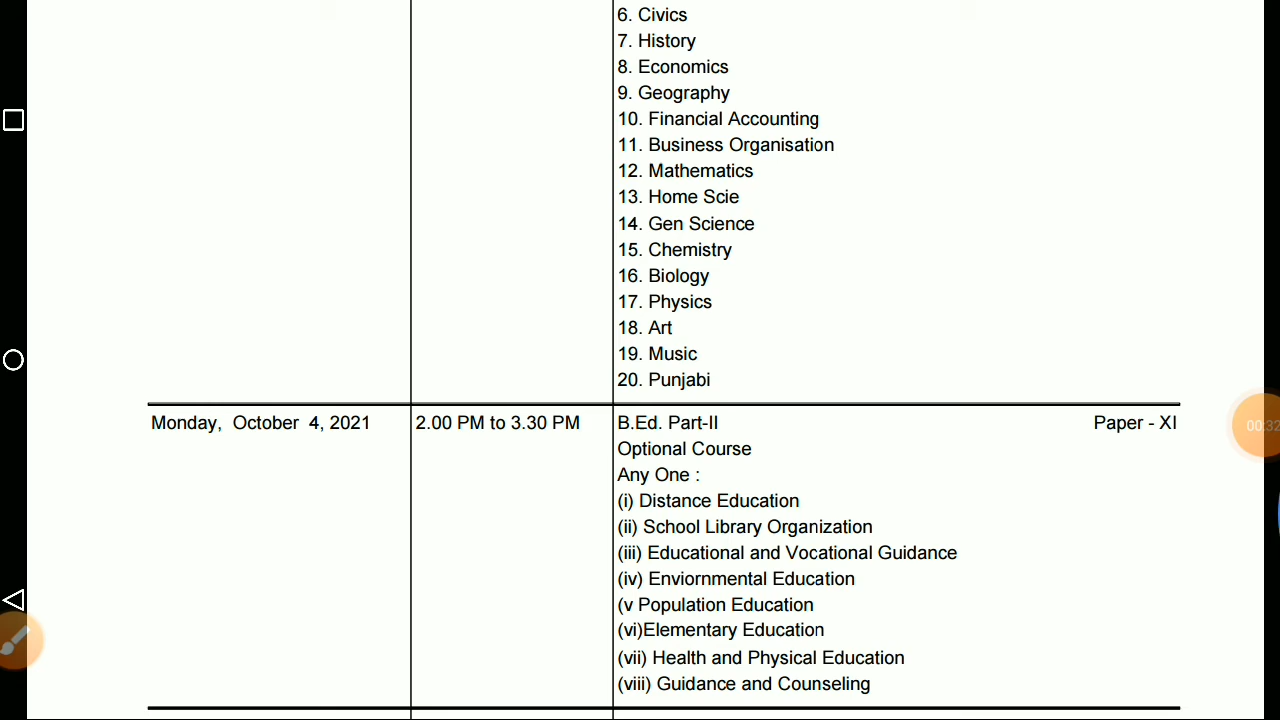 6. Civics
7. History
8. Economics
9. Geography
10. Financial Accounting
11. Business Organisation
12. Mathematics
13. Home Scie
14. Gen Science
15. Chemistry
16. Biology
17. Physics
18. Art
19. Music
20. Punjabi
Monday, October 4, 2021 2.00 PM to 3.30 PM B.Ed. Part-II Paper - XI
Optional Course
Any One :
(i) Distance Education
(ii) School Library Organization
(iii) Educational and Vocational Guidance
(iv) Enviornmental Education
(v Population Education
(vi)Elementary Education
(vii) Health and Physical Education
(viii) Guidance and Counseling
00:32